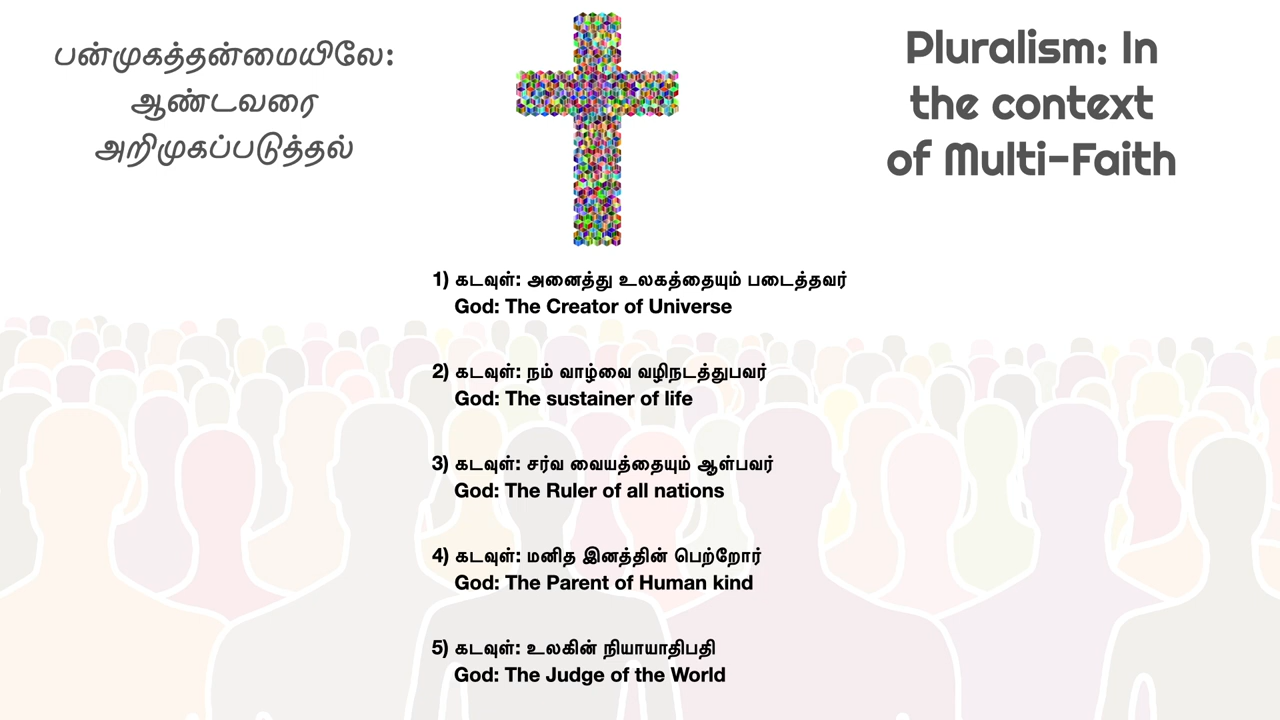 பன்முகத்தன்மையிலே:
ஆண்டவரை
அறிமுகப்படுத்தல்
Pluralism: In
the context
of Multi-Faith
1) கடவுள்: அனைத்து உலகத்தையும் படைத்தவர்
God: The Creator of Universe
2) கடவுள்: நம் வாழ்வை வழிநடத்துபவர்
God: The sustainer of life
3) கடவுள்: சர்வ வையத்தையும் ஆள்பவர்
God: The Ruler of all nations
4) கடவுள்: மனித இனத்தின் பெற்றோர்
God: The Parent of Human kind
5) கடவுள்: உலகின் நியாயாதிபதி
God: The Judge of the World